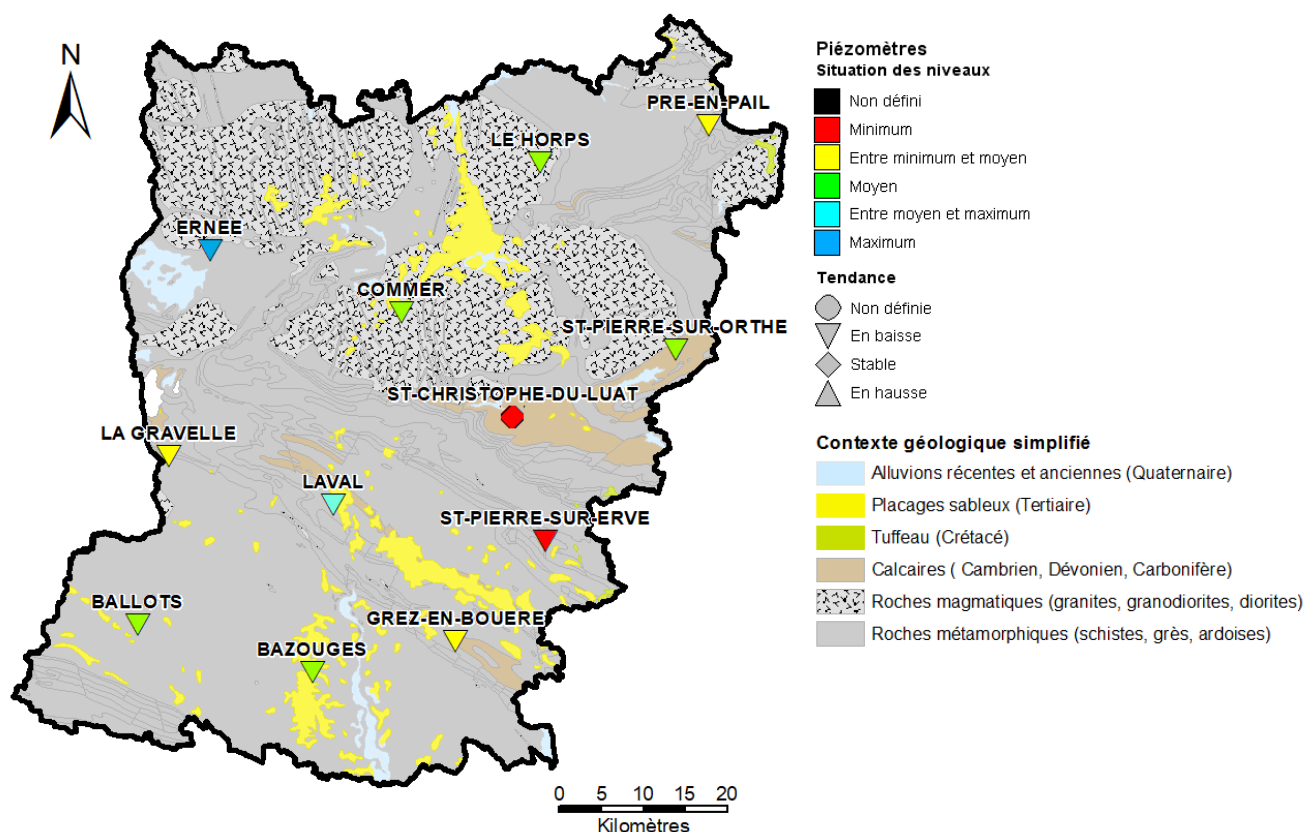 N
PRE-EN-PAIL
LE HORPS
ERNEE
COMMER
ST-PIERRE-SUR-ORTHE
ST-CHRISTOPHE-DU-LUAT
LA GRAVELLE
LAVAL
ST-PIERRE-SUR-ERVE
BALLOTS
GREZ-EN-BOUERE
BAZOUGES
0 5 10 15 20
Kilomètres
Piézomètres
Situation des niveaux
Non défini
Minimum
Entre minimum et moyen
Moyen
Entre moyen et maximum
Maximum
Tendance
Non définie
En baisse
Stable
En hausse
Contexte géologique simplifié
Alluvions récentes et anciennes (Quaternaire)
Placages sableux (Tertiaire)
Tuffeau (Crétacé)
Calcaires ( Cambrien, Dévonien, Carbonifère)
Roches magmatiques (granites, granodiorites, diorites)
Roches métamorphiques (schistes, grès, ardoises)